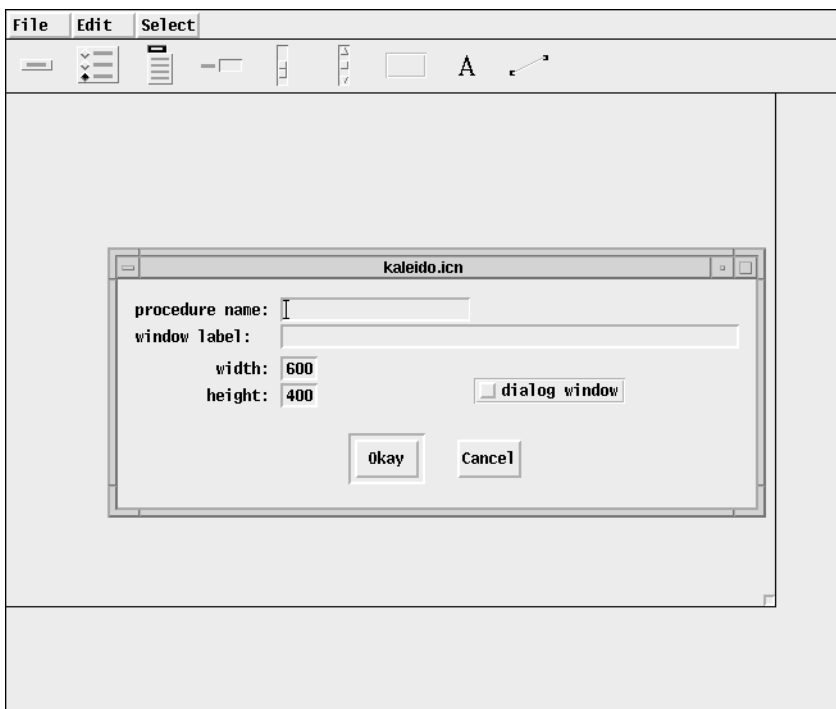 File Edit Select
A
kaleido.icn
procedure name:
window label:
width: 600
height: 400
dialog window
Okay Cancel